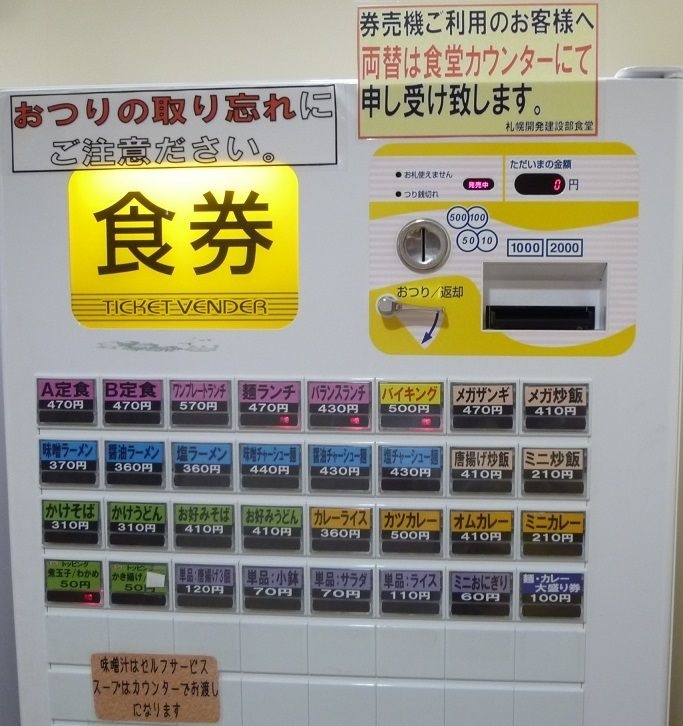 券売機ご利用のお客様へ
両替は食堂カウンターにて
申し受け致します。
札幌開発建設部食堂
おつりの取り忘れに
ご注意ください。
食券
TICKET VENDER
お札使えません
つり銭切れ
発売中
ただいまの金額
0円
500 100
50 10
1000 2000
おつり/返却
A定食 B定食 ワンプレートランチ 麺ランチ バランスランチ バイキング メガザンギ メガ炒飯
470円 470円 570円 470円 430円 500円 470円 410円
味噌ラーメン 醤油ラーメン 塩ラーメン 味噌チャーシュー麺 醤油チャーシュー麺 塩チャーシュー麺 唐揚げ炒飯 ミニ炒飯
370円 360円 360円 440円 430円 430円 410円 210円
かけそば かけうどん お好みそば お好みうどん カレーライス カツカレー オムカレー ミニカレー
310円 310円 410円 410円 360円 500円 410円 210円
トッピング トッピング
煮玉子/わかめ かき揚げ 単品:唐揚げ3個 単品:小鉢 単品:サラダ 単品:ライス ミニおにぎり 麺・カレー大盛り券
50円 50円 120円 70円 70円 110円 60円 100円
味噌汁はセルフサービス
スープはカウンターでお渡し
になります